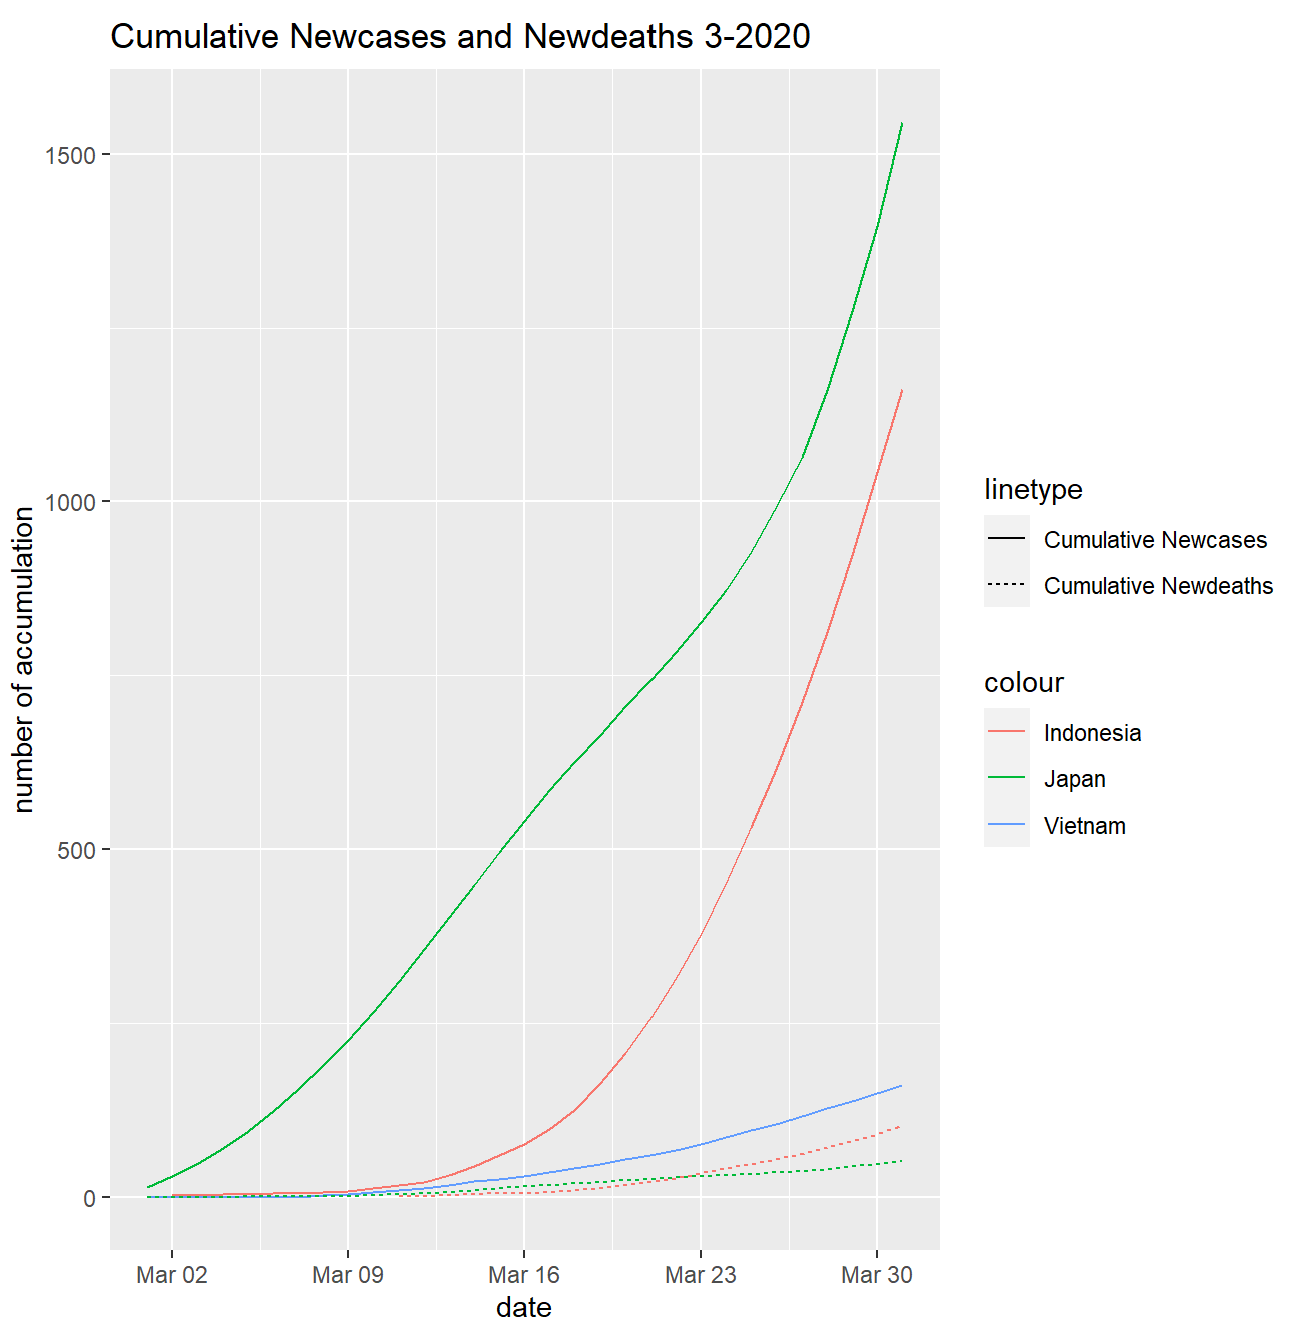 Cumulative Newcases and Newdeaths 3-2020
number of accumulation
1500
1000
500
0
Mar 02
Mar 09
Mar 16
Mar 23
Mar 30
date
linetype
Cumulative Newcases
Cumulative Newdeaths
colour
Indonesia
Japan
Vietnam